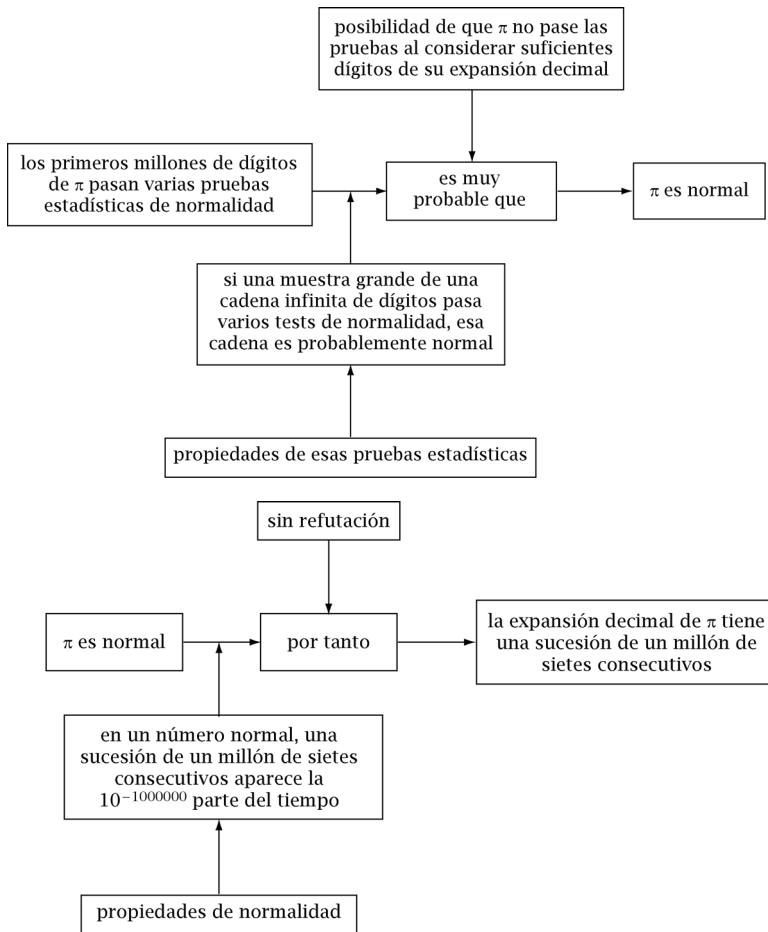 posibilidad de que π no pase las
pruebas al considerar suficientes
dígitos de su expansión decimal
los primeros millones de dígitos
de π pasan varias pruebas
estadísticas de normalidad
es muy
probable que
π es normal
si una muestra grande de una
cadena infinita de dígitos pasa
varios tests de normalidad, esa
cadena es probablemente normal
propiedades de esas pruebas estadísticas
sin refutación
π es normal
por tanto
la expansión decimal de π tiene
una sucesión de un millón de
sietes consecutivos
en un número normal, una
sucesión de un millón de sietes
consecutivos aparece la
10⁻¹⁰⁰⁰⁰⁰⁰ parte del tiempo
propiedades de normalidad